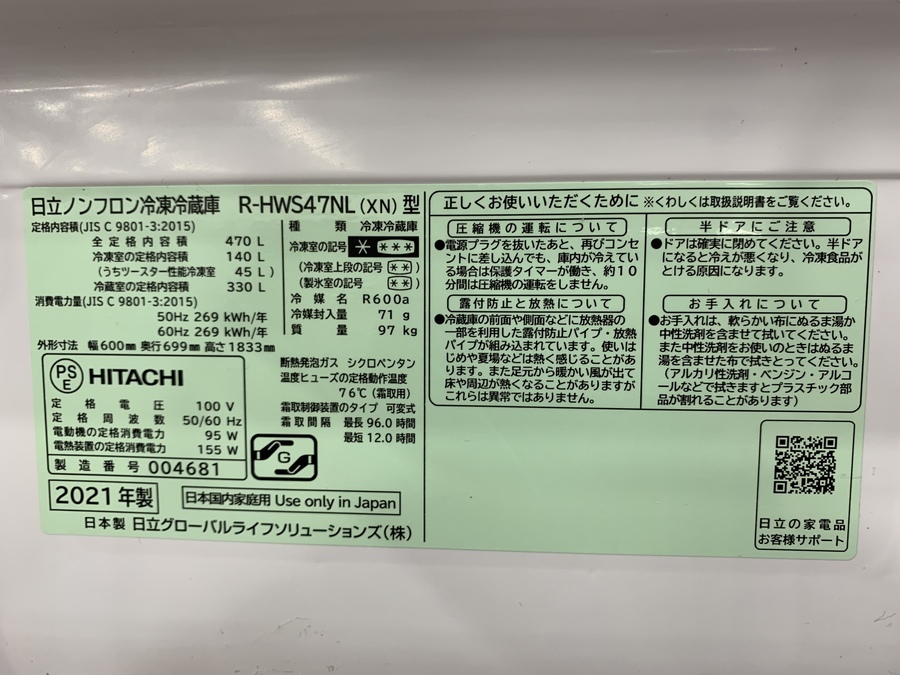 日立ノンフロン冷凍冷蔵庫 R-HWS47NL(XN)型
定格内容積(JIS C 9801-3:2015)
全定格内容積 470 L
冷凍室の定格内容積 140 L
(うちツースター性能冷凍室 45 L)
冷蔵室の定格内容積 330 L
消費電力量(JIS C 9801-3:2015)
50Hz 269 kWh/年
60Hz 269 kWh/年
外形寸法 幅600mm 奥行699mm 高さ1833mm
種類 冷凍冷蔵庫
冷凍室の記号 * ***
(冷凍室上段の記号 **)
(製氷室の記号 **)
冷媒名 R600a
冷媒封入量 71 g
質量 97 kg
PS
E
HITACHI
定格電圧 100 V
定格周波数 50/60 Hz
電動機の定格消費電力 95 W
電熱装置の定格消費電力 155 W
製造番号 004681
断熱発泡ガス シクロペンタン
温度ヒューズの定格動作温度
76℃(霜取用)
霜取制御装置のタイプ 可変式
霜取間隔 最長96.0時間
最短12.0時間
G
2021年製
日本国内家庭用 Use only in Japan
日本製 日立グローバルライフソリューションズ(株)
正しくお使いいただくために ※くわしくは取扱説明書をご覧ください。
圧縮機の運転について
●電源プラグを抜いたあと、再びコンセ
ントに差し込んでも、庫内が冷えてい
る場合は保護タイマーが働き、約10
分間は圧縮機の運転をしません。
露付防止と放熱について
●冷蔵庫の前面や側面などに放熱器の
一部を利用した露付防止パイプ・放熱
パイプが組み込まれています。使いは
じめや夏場などは熱く感じることがあ
ります。また足元から暖かい風が出て
床や周辺が熱くなることがありますが
これらは異常ではありません。
半ドアにご注意
●ドアは確実に閉めてください。半ドア
になると冷えが悪くなり、冷凍食品が
とける原因になります。
お手入れについて
●お手入れは、軟らかい布にぬるま湯か
中性洗剤を含ませて拭いてください。
また中性洗剤をお使いのときはぬるま
湯を含ませた布で拭きとってください。
(アルカリ性洗剤・ベンジン・アルコ
ールなどで拭きますとプラスチック部
品が割れることがあります)
日立の家電品
お客様サポート